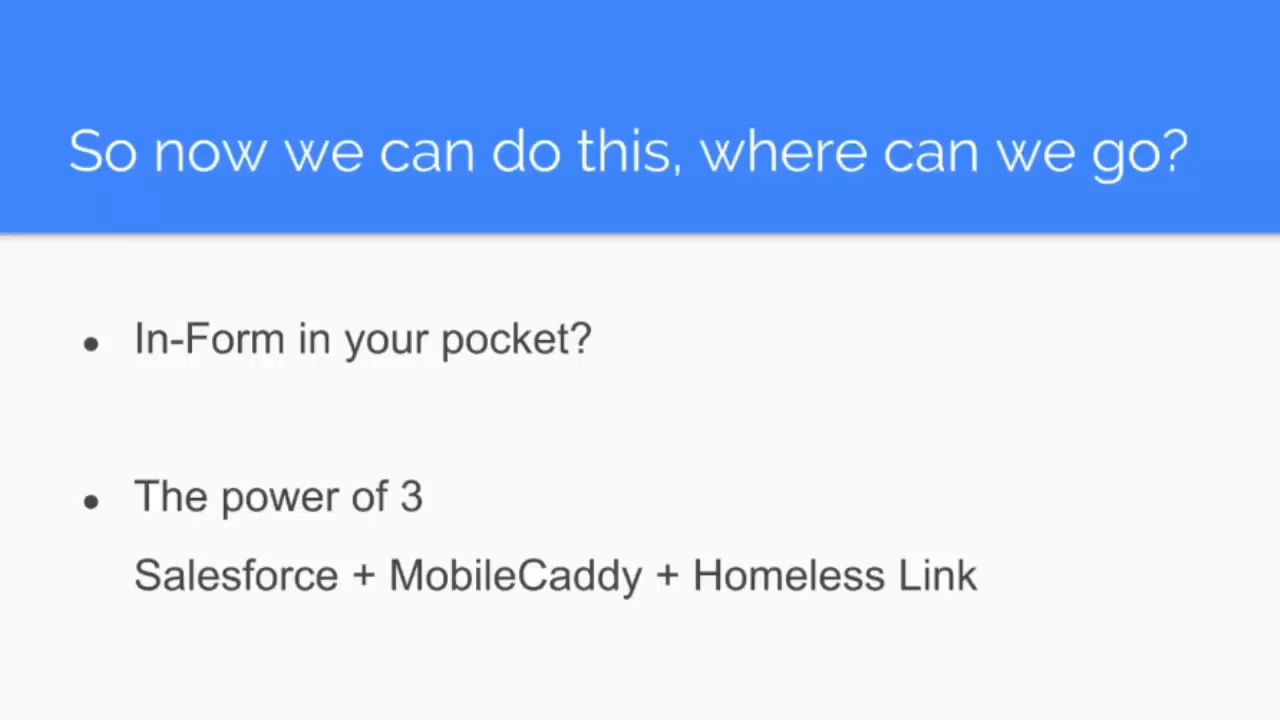 So now we can do this, where can we go?
● In-Form in your pocket?
● The power of 3
Salesforce + MobileCaddy + Homeless Link